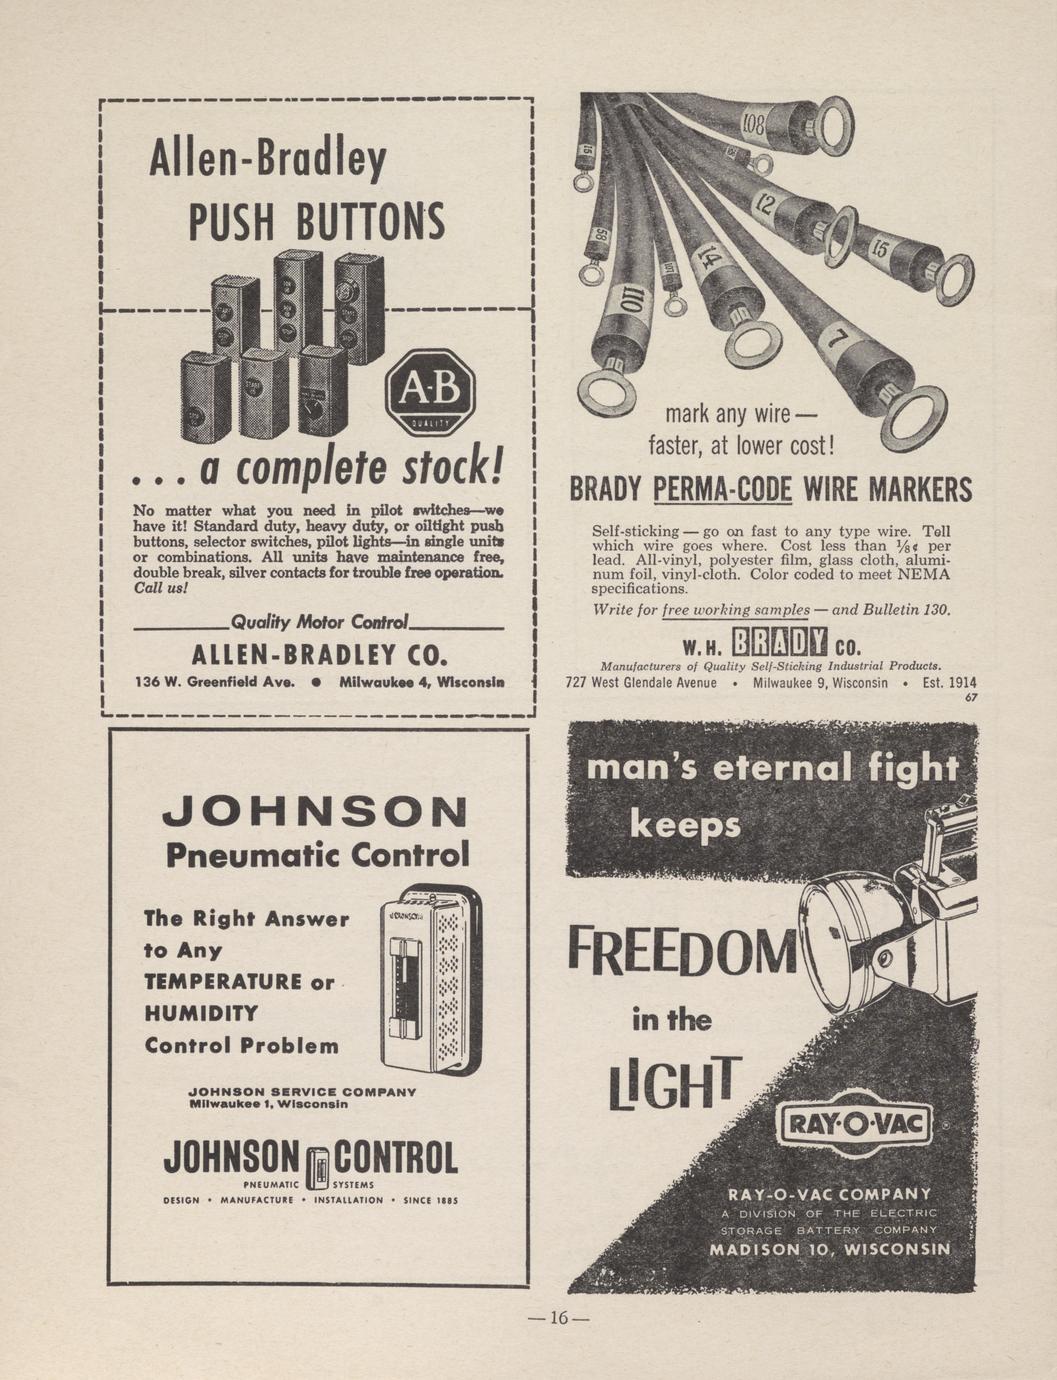 Allen-Bradley
PUSH BUTTONS
A-B
QUALITY
. . . a complete stock!
No matter what you need in pilot switches—we
have it! Standard duty, heavy duty, or oiltight push
buttons, selector switches, pilot lights—in single units
or combinations. All units have maintenance free,
double break, silver contacts for trouble free operation.
Call us!
Quality Motor Control
ALLEN-BRADLEY CO.
136 W. Greenfield Ave. ● Milwaukee 4, Wisconsin
108
15
12
15
58
101
14
110
7
mark any wire —
faster, at lower cost!
BRADY PERMA-CODE WIRE MARKERS
Self-sticking — go on fast to any type wire. Tell
which wire goes where. Cost less than ⅛¢ per
lead. All-vinyl, polyester film, glass cloth, alumi-
num foil, vinyl-cloth. Color coded to meet NEMA
specifications.
Write for free working samples — and Bulletin 130.
W. H. BRADY CO.
Manufacturers of Quality Self-Sticking Industrial Products.
727 West Glendale Avenue • Milwaukee 9, Wisconsin • Est. 1914
67
JOHNSON
Pneumatic Control
The Right Answer
to Any
TEMPERATURE or
HUMIDITY
Control Problem
JOHNSON
JOHNSON SERVICE COMPANY
Milwaukee 1, Wisconsin
JOHNSON CONTROL
PNEUMATIC SYSTEMS
DESIGN • MANUFACTURE • INSTALLATION • SINCE 1885
man's eternal fight
keeps
FREEDOM
in the
LIGHT
RAY-O-VAC
®
RAY-O-VAC COMPANY
A DIVISION OF THE ELECTRIC
STORAGE BATTERY COMPANY
MADISON 10, WISCONSIN
— 16 —